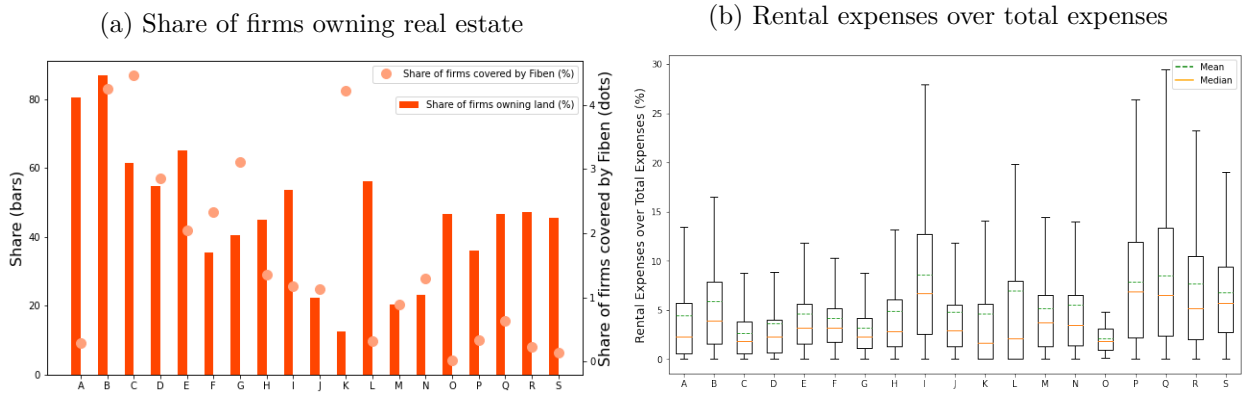 (a) Share of firms owning real estate
Share of firms covered by Fiben (%)
Share of firms owning land (%)
Share (bars)
80
60
40
20
0
Share of firms covered by Fiben (dots)
4
3
2
1
0
A B C D E F G H I J K L M N O P Q R S
(b) Rental expenses over total expenses
Mean
Median
Rental Expenses over Total Expenses (%)
30
25
20
15
10
5
0
A B C D E F G H I J K L M N O P Q R S